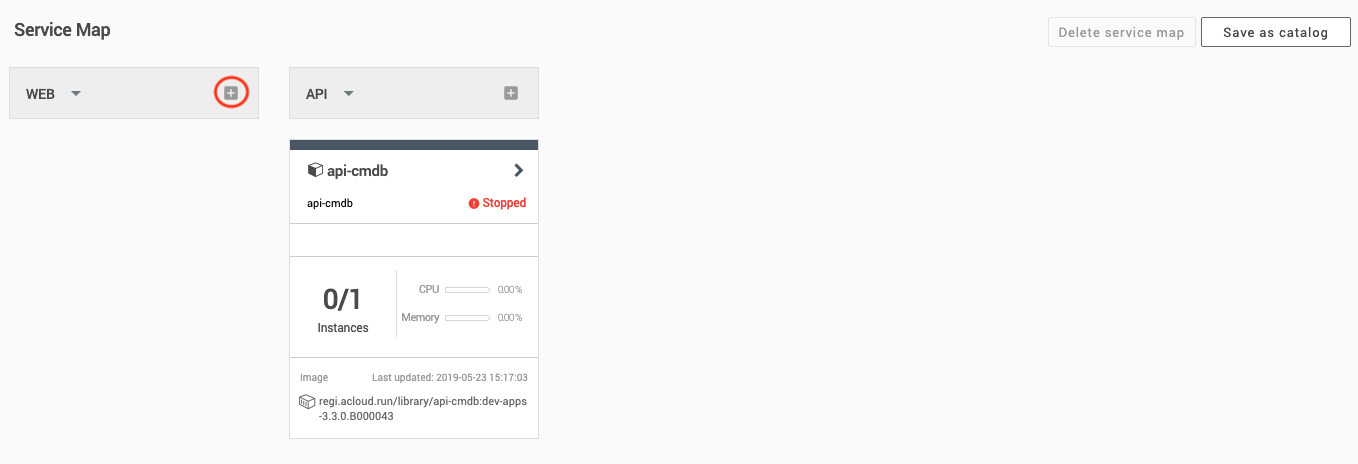 Service Map
Delete service map
Save as catalog
WEB
API
api-cmdb
api-cmdb
Stopped
0/1
Instances
CPU 0.00%
Memory 0.00%
Image
Last updated: 2019-05-23 15:17:03
regi.acloud.run/library/api-cmdb:dev-apps
-3.3.0.B000043